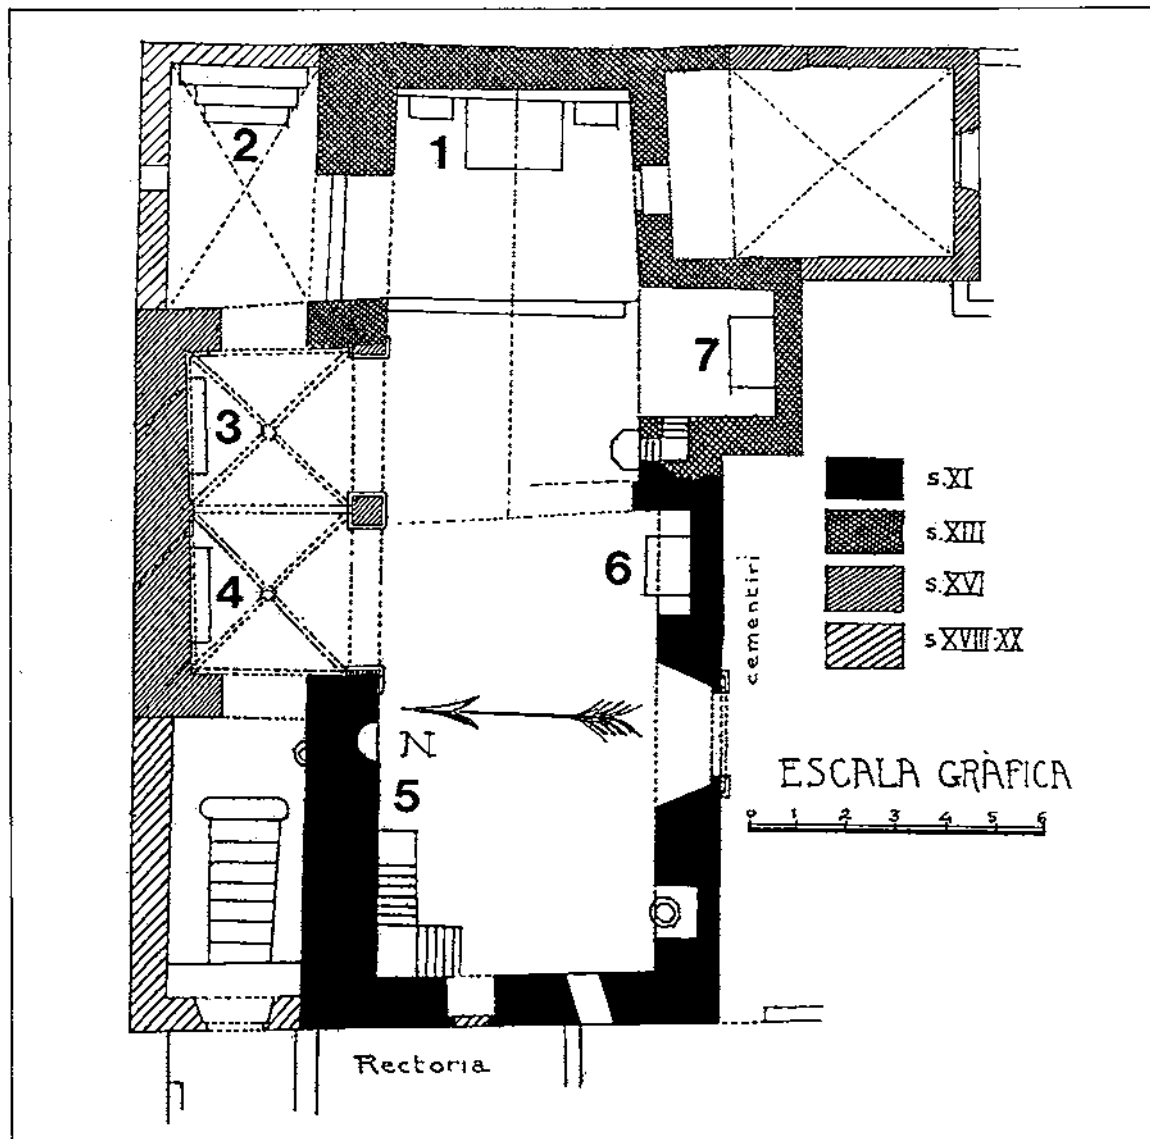 2
1
3
7
4
6
s.XI
s.XIII
s.XVI
s XVIII-XX
cementiri
N
5
ESCALA GRÀFICA
0 1 2 3 4 5 6
Rectoria